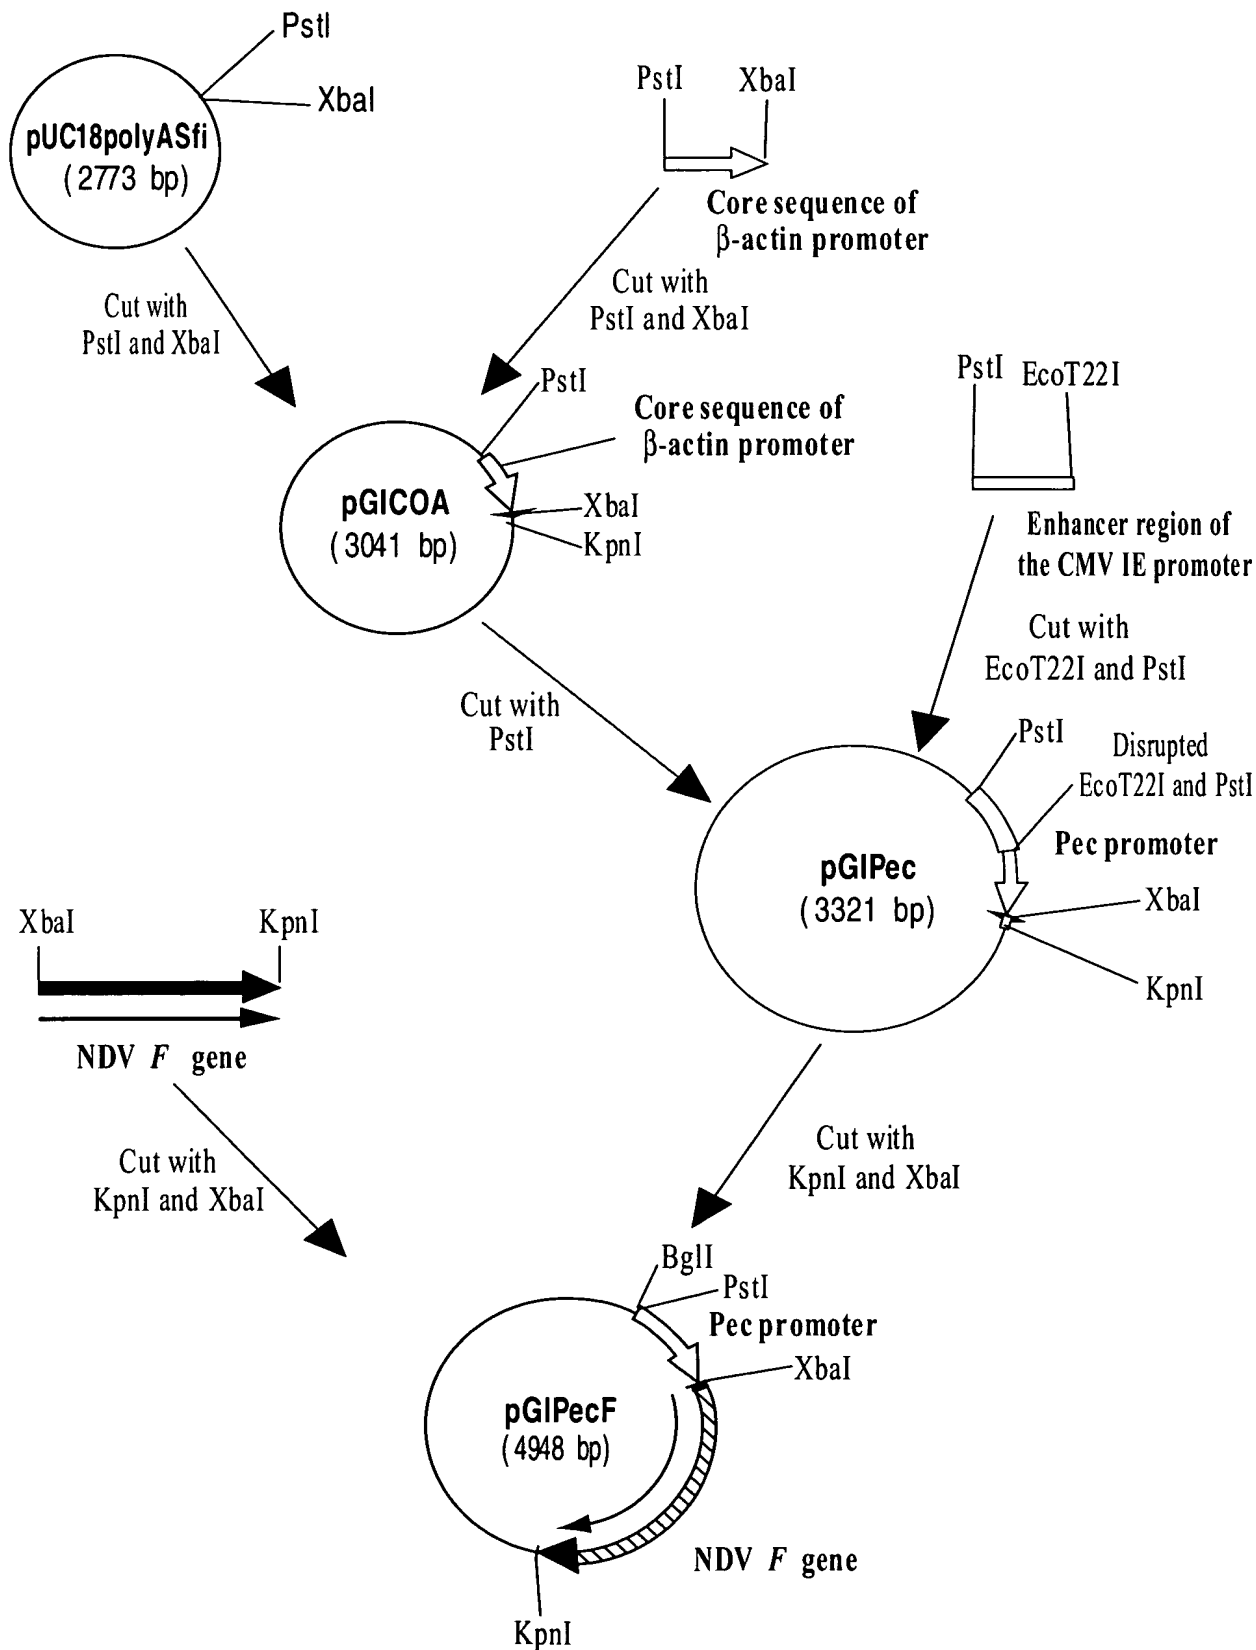 PstI
XbaI
pUC18polyASfi
(2773 bp)
PstI
XbaI
Core sequence of
β-actin promoter
Cut with
PstI and XbaI
Cut with
PstI and XbaI
PstI
Core sequence of
β-actin promoter
pGICOA
(3041 bp)
XbaI
KpnI
PstI
EcoT22I
Enhancer region of
the CMV IE promoter
Cut with
EcoT22I and PstI
Cut with
PstI
PstI
Disrupted
EcoT22I and PstI
Pec promoter
pGIPec
(3321 bp)
XbaI
KpnI
XbaI
KpnI
NDV F gene
Cut with
KpnI and XbaI
Cut with
KpnI and XbaI
BglI
PstI
Pec promoter
XbaI
pGIPecF
(4948 bp)
NDV F gene
KpnI